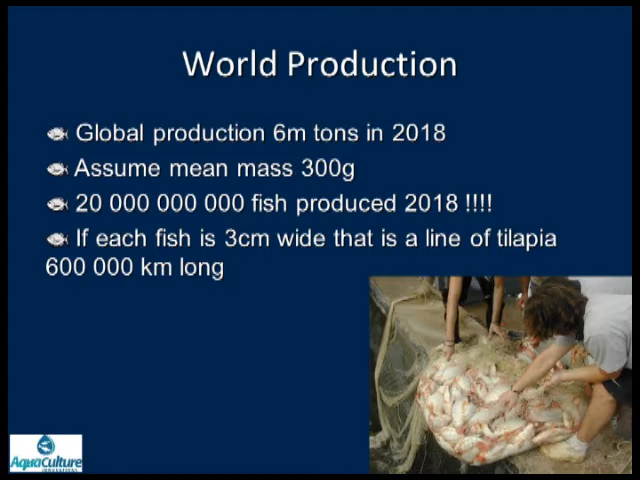 World Production
Global production 6m tons in 2018
Assume mean mass 300g
20 000 000 000 fish produced 2018 !!!!
If each fish is 3cm wide that is a line of tilapia
600 000 km long
AquaCulture